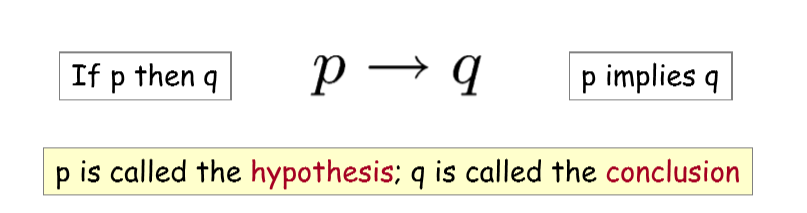 If p then q p → q p implies q
p is called the hypothesis; q is called the conclusion